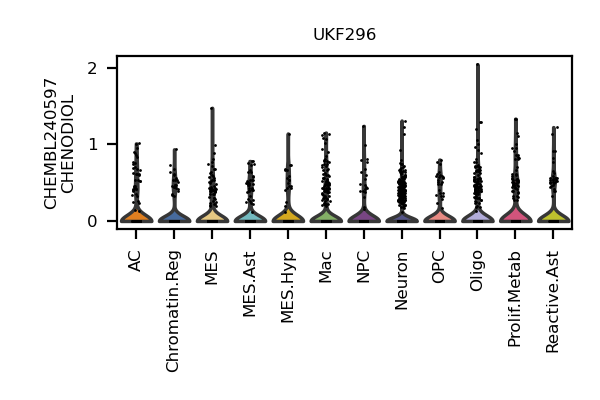 UKF296
CHEMBL240597
CHENODIOL
2
1
0
AC
Chromatin.Reg
MES
MES.Ast
MES.Hyp
Mac
NPC
Neuron
OPC
Oligo
Prolif.Metab
Reactive.Ast